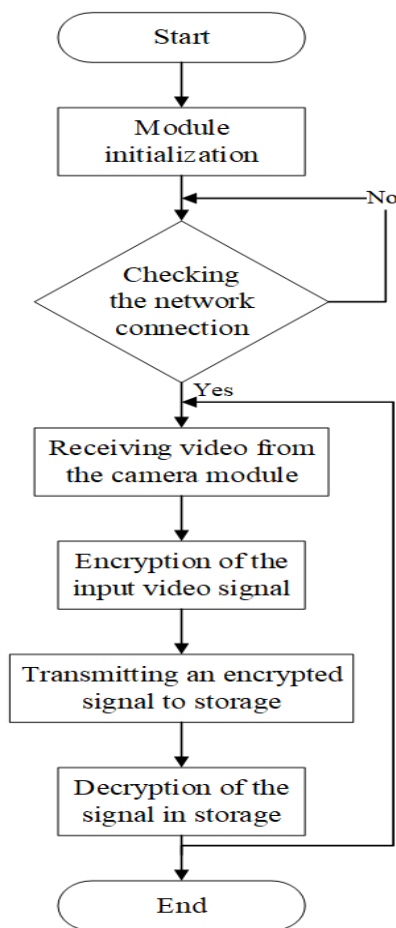 Start
Module
initialization
No
Checking
the network
connection
Yes
Receiving video from
the camera module
Encryption of the
input video signal
Transmitting an encrypted
signal to storage
Decryption of the
signal in storage
End